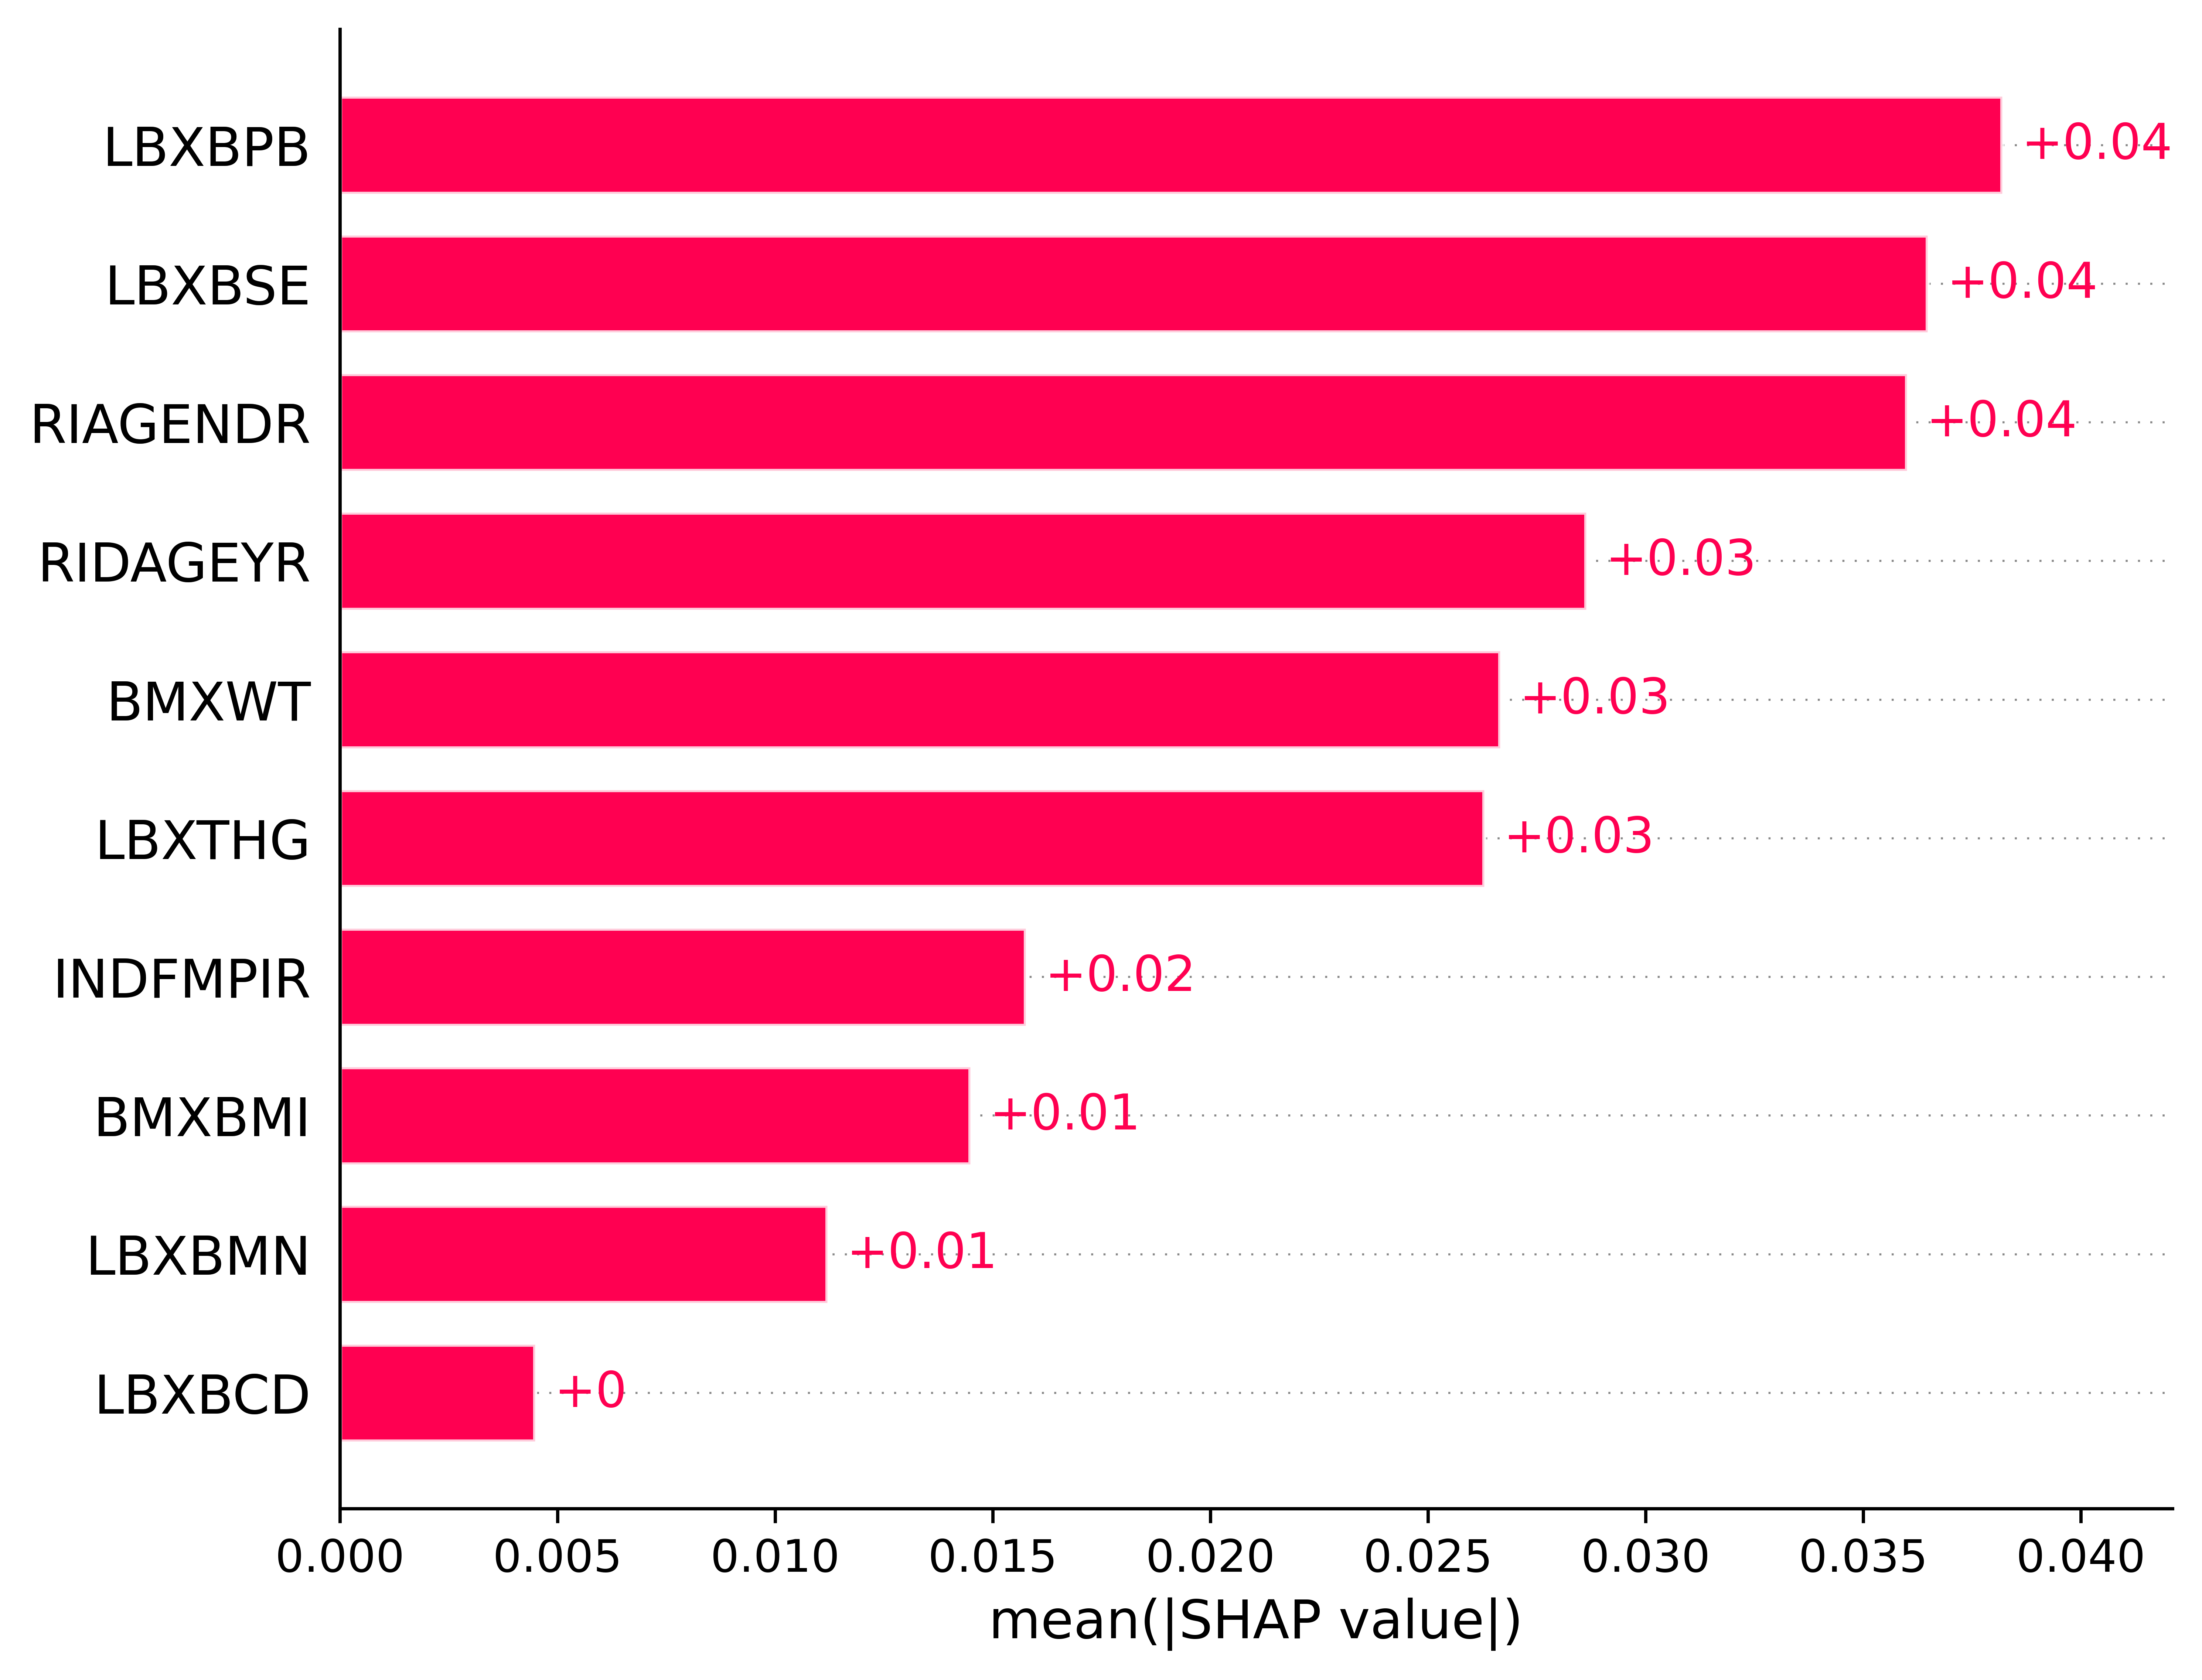 LBXBPB +0.04
LBXBSE +0.04
RIAGENDR +0.04
RIDAGEYR +0.03
BMXWT +0.03
LBXTHG +0.03
INDFMPIR +0.02
BMXBMI +0.01
LBXBMN +0.01
LBXBCD +0
0.000 0.005 0.010 0.015 0.020 0.025 0.030 0.035 0.040
mean(|SHAP value|)